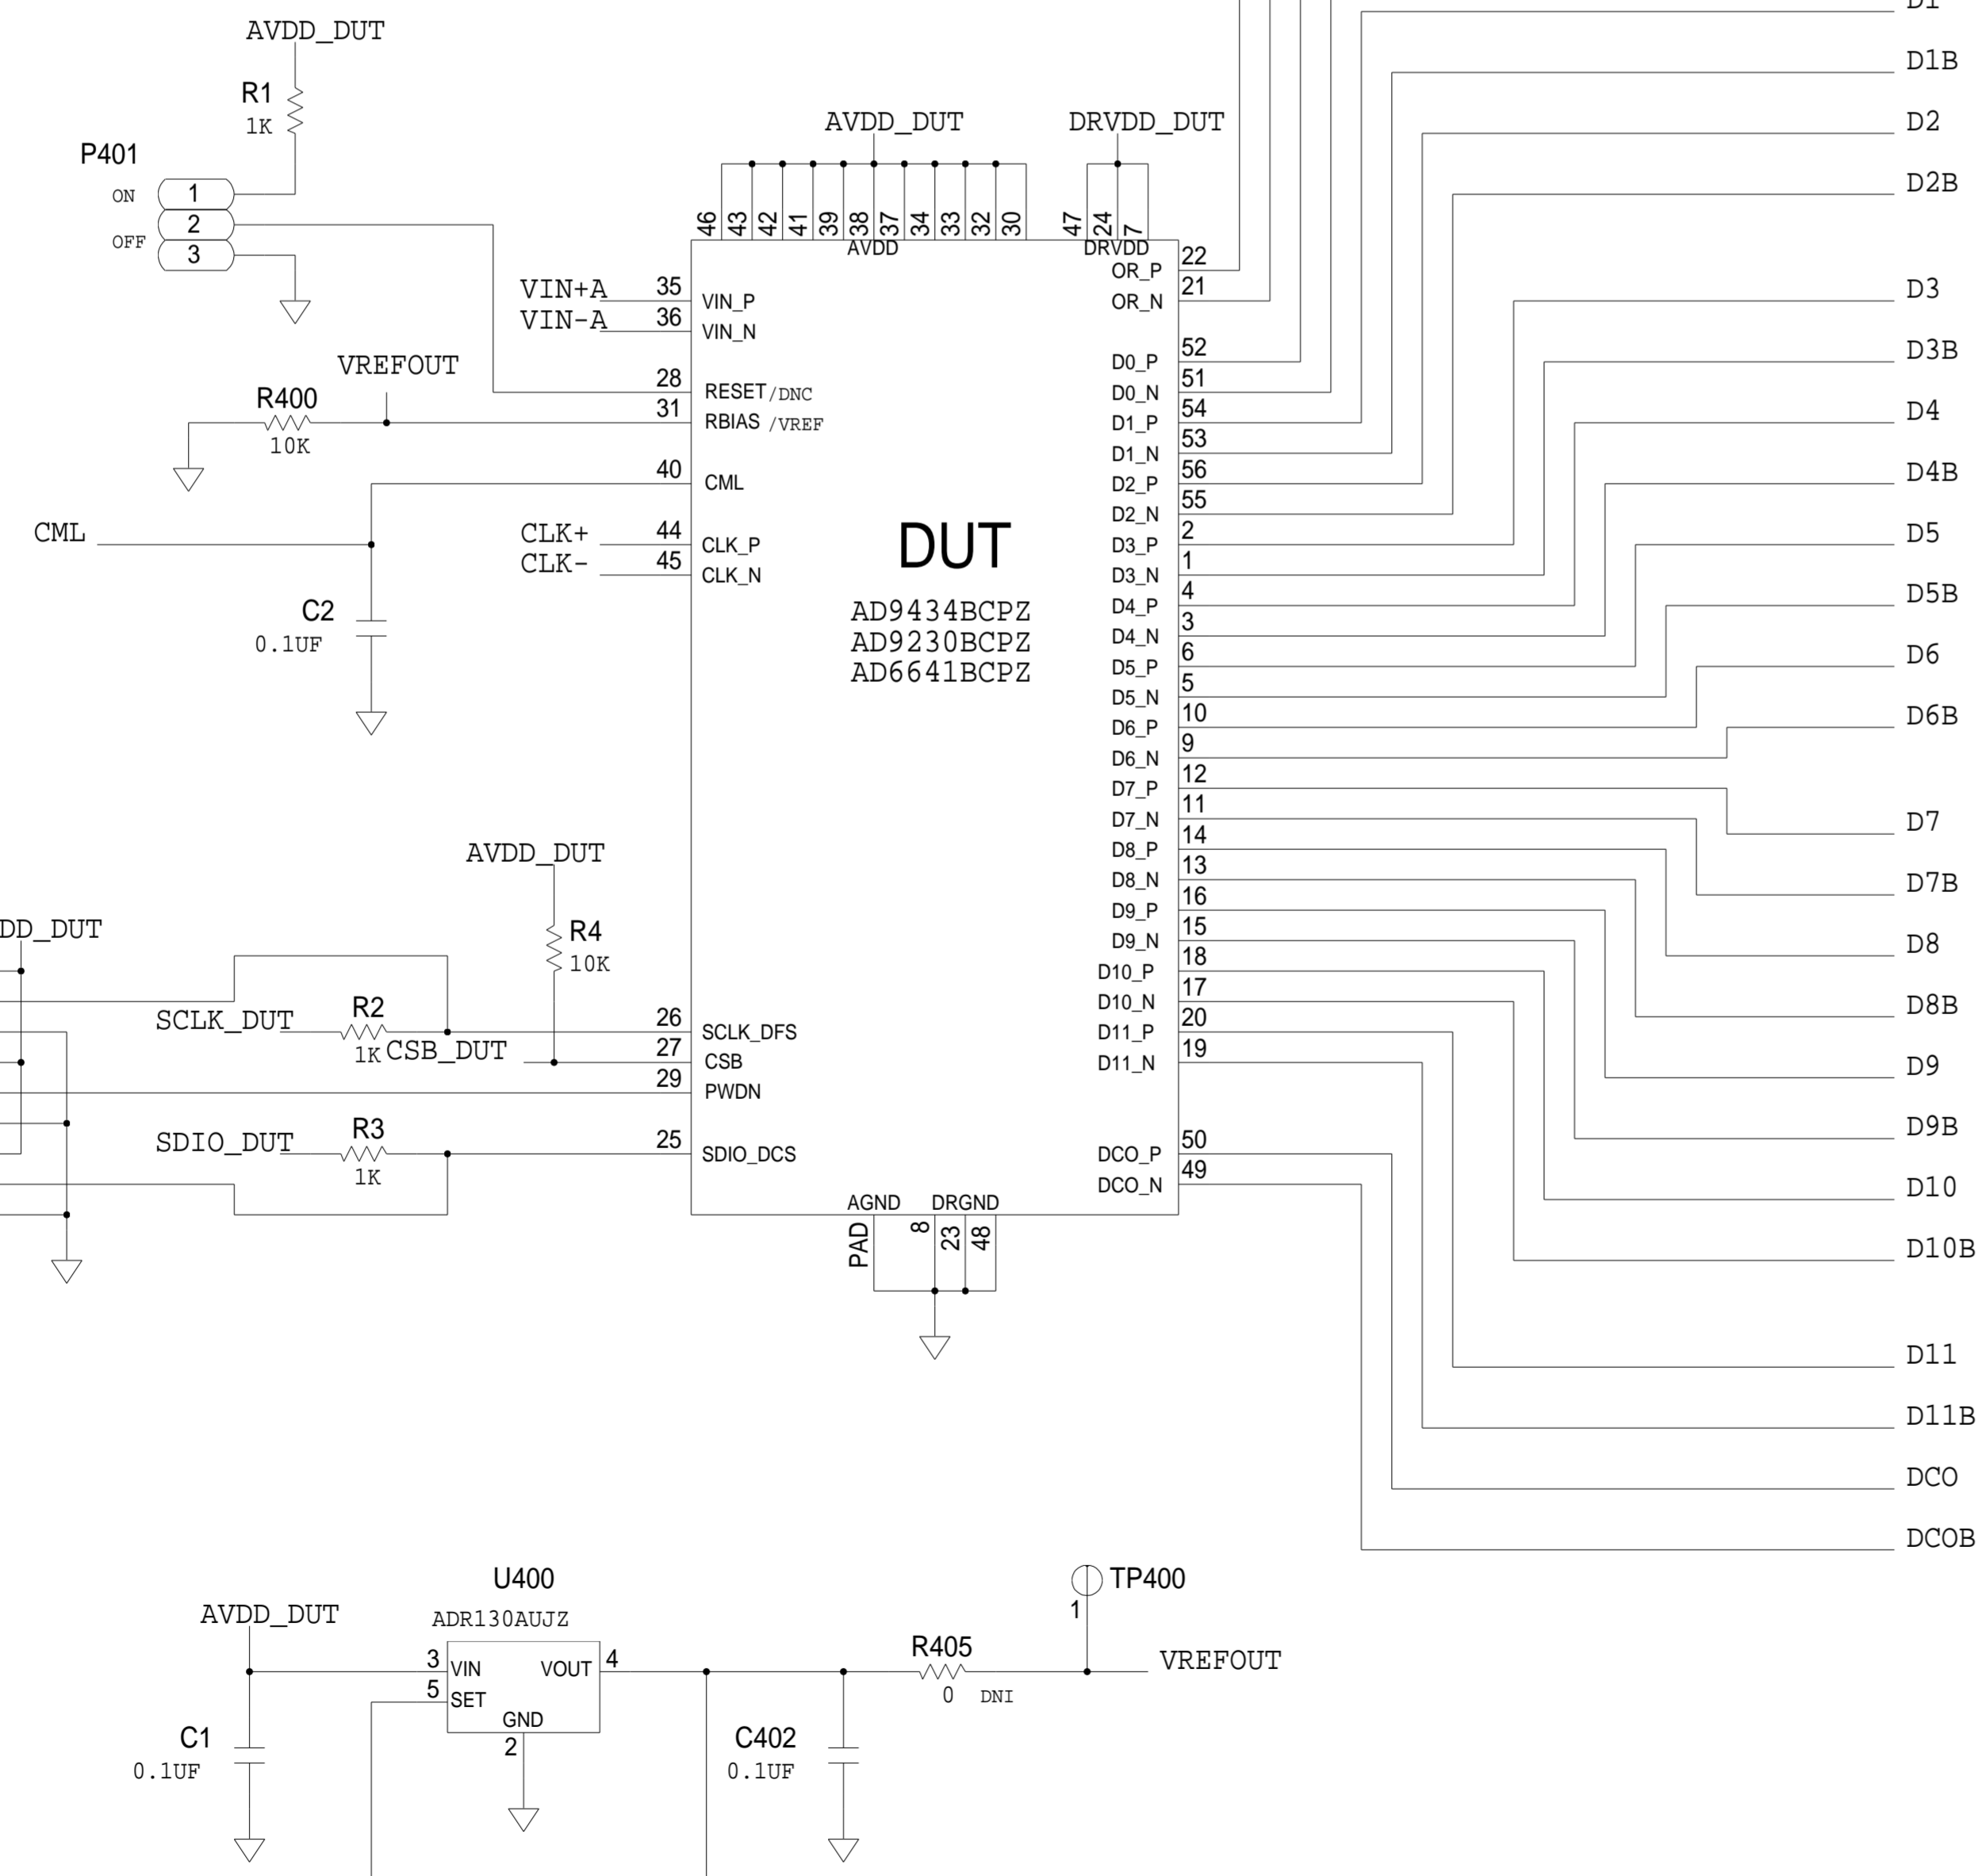 D1
AVDD_DUT
D1B
R1
1K
AVDD_DUT
DRVDD_DUT
D2
P401
ON
1
D2B
2
OFF
3
46 43 42 41 39 38 37 34 33 32 30
47 24 7
AVDD
DRVDD
OR_P
22
VIN+A
35
VIN_P
OR_N
21
D3
VIN-A
36
VIN_N
VREFOUT
D0_P
52
D3B
R400
10K
28
RESET/DNC
D0_N
51
31
RBIAS /VREF
D1_P
54
D4
D1_N
53
40
CML
D2_P
56
D4B
D2_N
55
CML
CLK+
44
CLK_P
DUT
D3_P
2
D5
CLK-
45
CLK_N
D3_N
1
C2
0.1UF
AD9434BCPZ
AD9230BCPZ
AD6641BCPZ
D4_P
4
D5B
D4_N
3
D5_P
6
D6
D5_N
5
D6_P
10
D6B
D6_N
9
D7_P
12
D7_N
11
D7
AVDD_DUT
D8_P
14
D8_N
13
D7B
DD_DUT
R4
10K
D9_P
16
D9_N
15
D8
D10_P
18
SCLK_DUT
R2
1K
26
SCLK_DFS
D10_N
17
D8B
CSB_DUT
27
CSB
D11_P
20
29
PWDN
D11_N
19
D9
SDIO_DUT
R3
1K
25
SDIO_DCS
DCO_P
50
D9B
DCO_N
49
D10
AGND
DRGND
PAD
8 23 48
D10B
D11
D11B
DCO
DCOB
U400
ADR130AUJZ
TP400
1
AVDD_DUT
3
VIN
VOUT
4
R405
0 DNI
VREFOUT
5
SET
GND
2
C1
0.1UF
C402
0.1UF